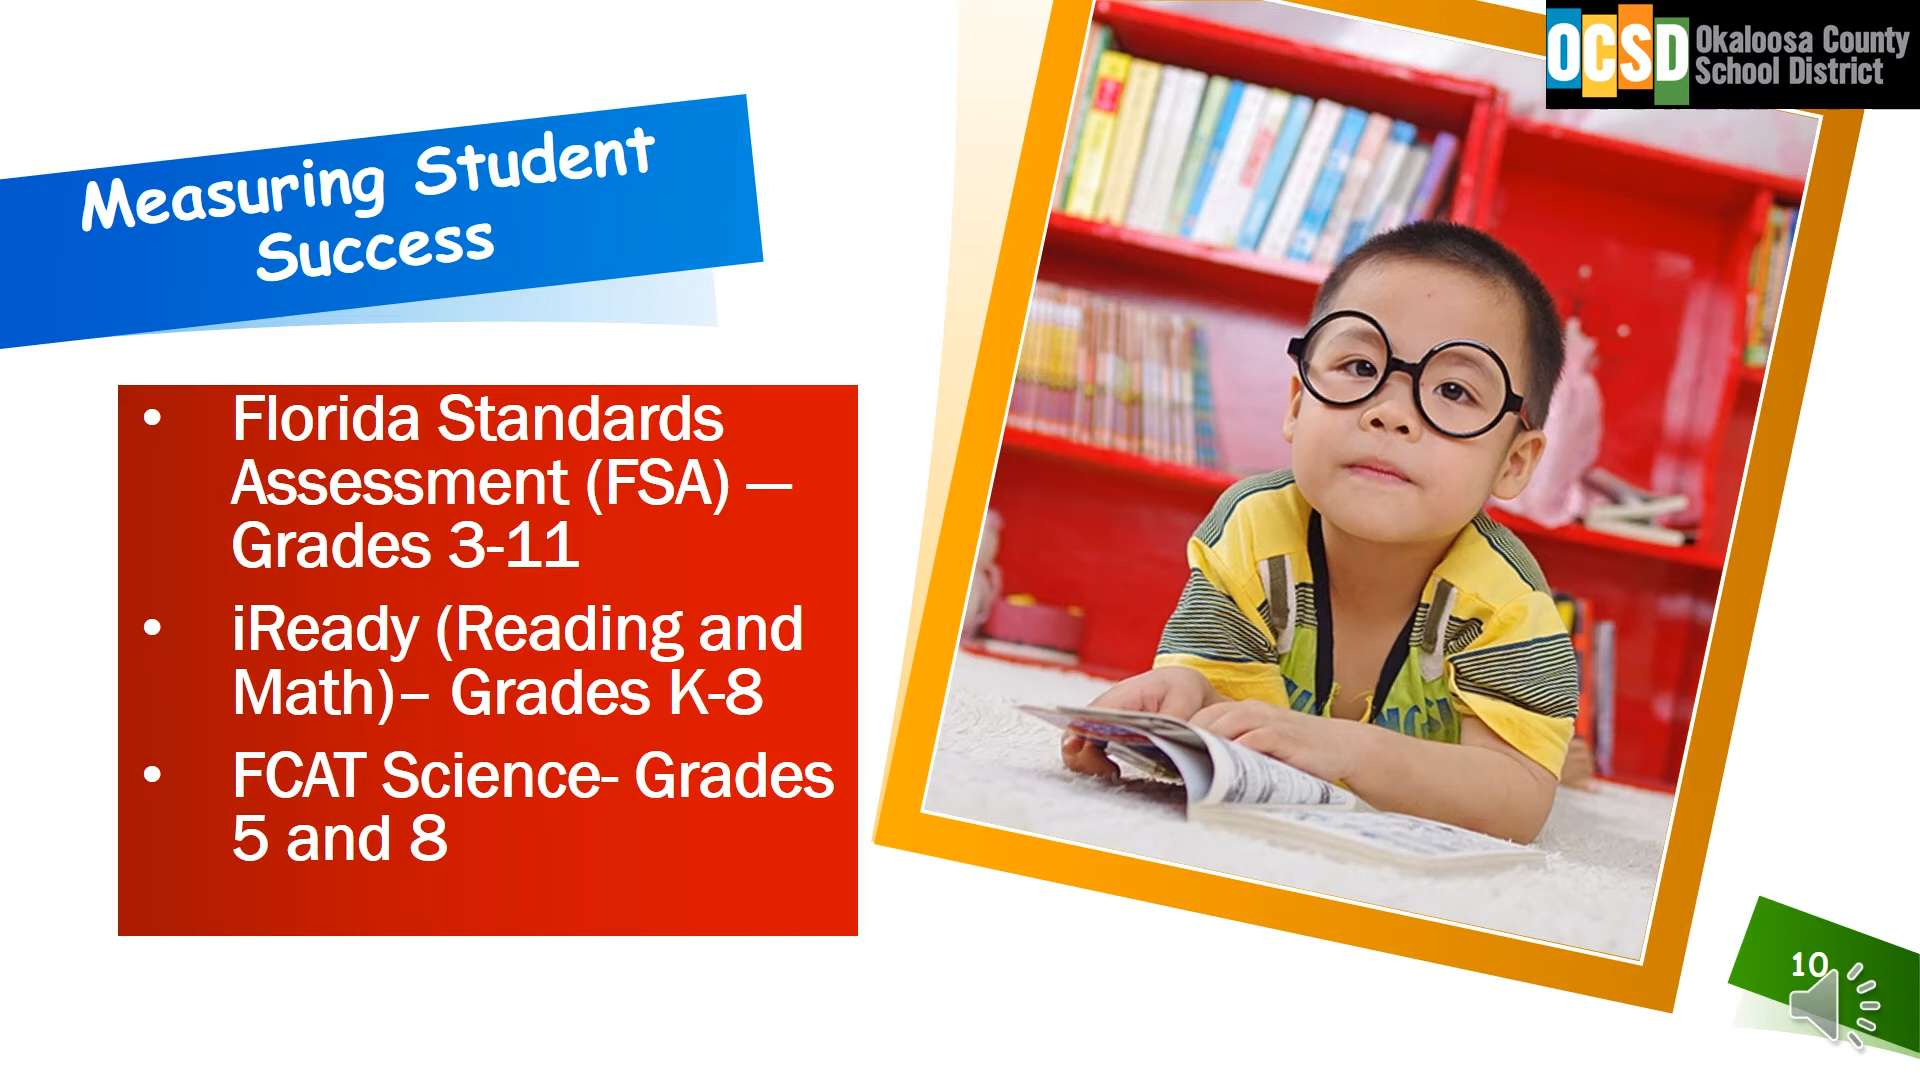 Measuring Student
Success
OCSD Okaloosa County
School District
• Florida Standards
Assessment (FSA) —
Grades 3-11
• iReady (Reading and
Math)– Grades K-8
• FCAT Science- Grades
5 and 8
10